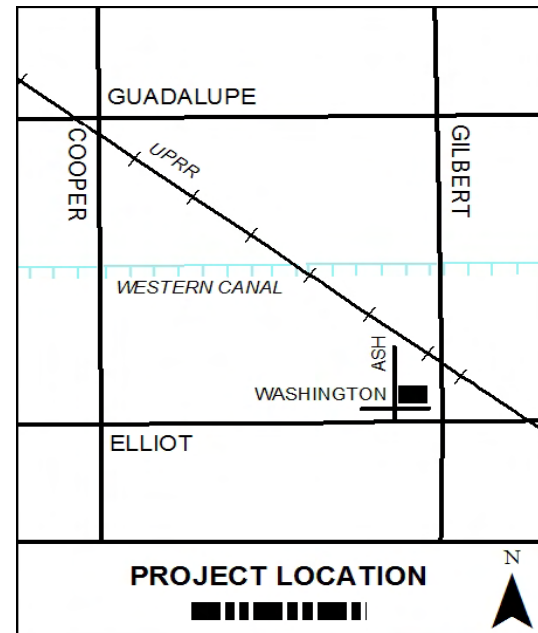 GUADALUPE
COOPER
UPRR
GILBERT
WESTERN CANAL
ASH
WASHINGTON
ELLIOT
PROJECT LOCATION
N